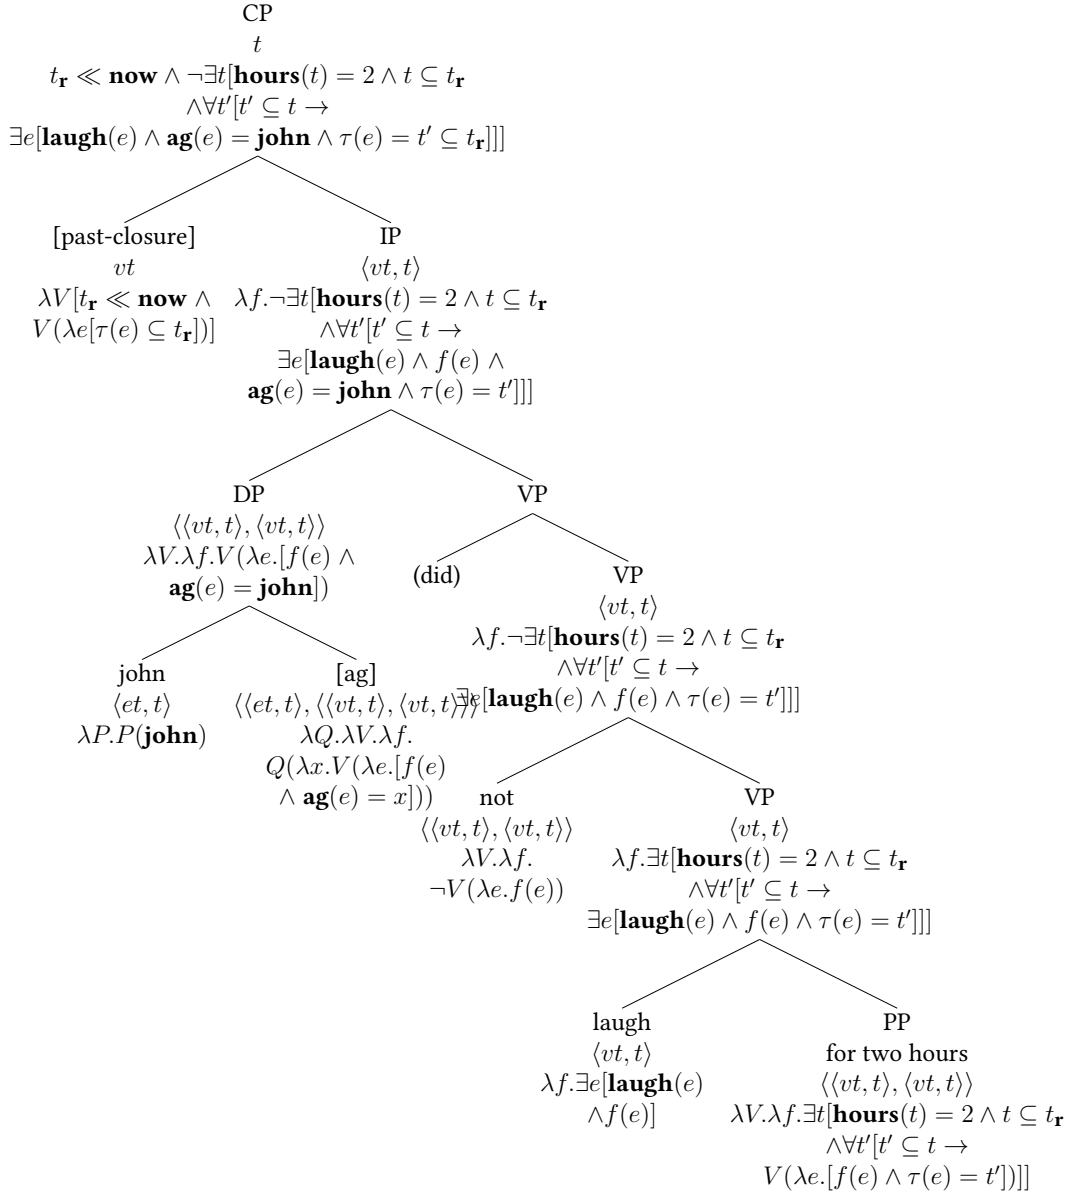 CP
t
t_r ≪ now ∧ ¬∃t[hours(t) = 2 ∧ t ⊆ t_r
∧∀t′[t′ ⊆ t →
∃e[laugh(e) ∧ ag(e) = john ∧ τ(e) = t′ ⊆ t_r]]]
[past-closure]
vt
λV[t_r ≪ now ∧
V(λe[τ(e) ⊆ t_r])]
IP
⟨vt, t⟩
λf.¬∃t[hours(t) = 2 ∧ t ⊆ t_r
∧∀t′[t′ ⊆ t →
∃e[laugh(e) ∧ f(e) ∧
ag(e) = john ∧ τ(e) = t′]]]
DP
⟨⟨vt, t⟩, ⟨vt, t⟩⟩
λV.λf.V(λe.[f(e) ∧
ag(e) = john])
VP
(did)
VP
⟨vt, t⟩
λf.¬∃t[hours(t) = 2 ∧ t ⊆ t_r
∧∀t′[t′ ⊆ t →
∃e[laugh(e) ∧ f(e) ∧ τ(e) = t′]]]
john
⟨et, t⟩
λP.P(john)
[ag]
⟨⟨et, t⟩, ⟨⟨vt, t⟩, ⟨vt, t⟩⟩⟩
λQ.λV.λf.
Q(λx.V(λe.[f(e)
∧ ag(e) = x]))
not
⟨⟨vt, t⟩, ⟨vt, t⟩⟩
λV.λf.
¬V(λe.f(e))
VP
⟨vt, t⟩
λf.∃t[hours(t) = 2 ∧ t ⊆ t_r
∧∀t′[t′ ⊆ t →
∃e[laugh(e) ∧ f(e) ∧ τ(e) = t′]]]
laugh
⟨vt, t⟩
λf.∃e[laugh(e)
∧f(e)]
PP
for two hours
⟨⟨vt, t⟩, ⟨vt, t⟩⟩
λV.λf.∃t[hours(t) = 2 ∧ t ⊆ t_r
∧∀t′[t′ ⊆ t →
V(λe.[f(e) ∧ τ(e) = t′])]]